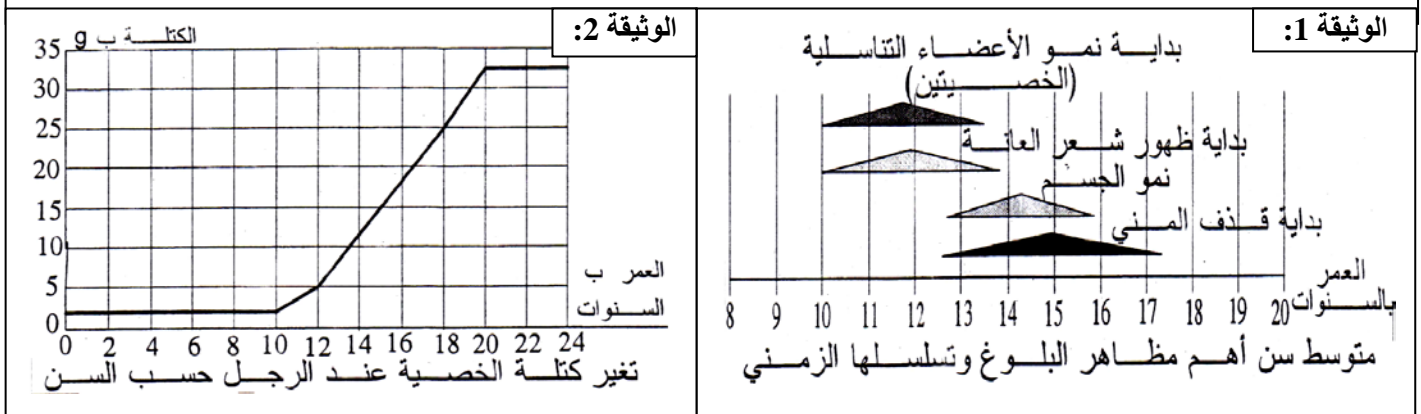 الوثيقة 1:
بداية نمو الأعضاء التناسلية
(الخصيتين)
بداية ظهور شعر العانة
نمو الجسم
بداية قذف المني
العمر
بالسنوات
8 9 10 11 12 13 14 15 16 17 18 19 20
متوسط سن أهم مظاهر البلوغ وتسلسلها الزمني
الوثيقة 2:
الكتلة ب g
35
30
25
20
15
10
5
0
العمر ب
السنوات
0 2 4 6 8 10 12 14 16 18 20 22 24
تغير كتلة الخصية عند الرجل حسب السن